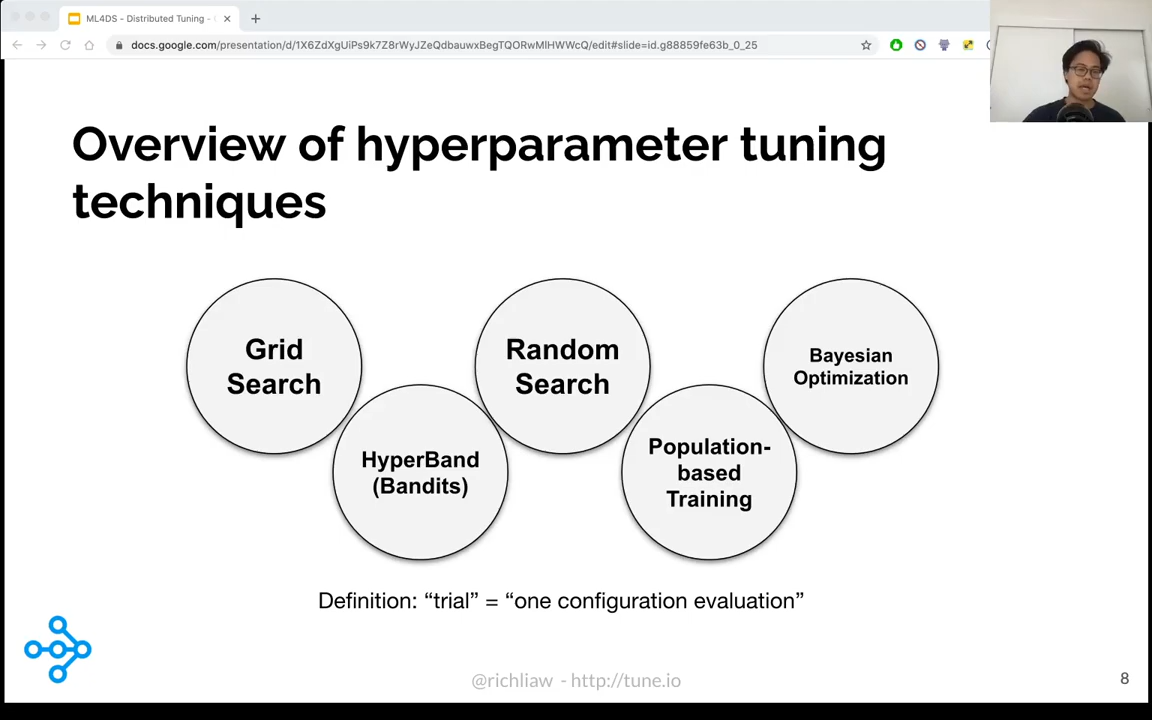 ML4DS - Distributed Tuning -
docs.google.com/presentation/d/1X6ZdXgUiPs9k7Z8rWyJZeQdbauwxBegTQORwMlHWWcQ/edit#slide=id.g88859fe63b_0_25
Overview of hyperparameter tuning
techniques
Grid
Search
Random
Search
Bayesian
Optimization
HyperBand
(Bandits)
Population-
based
Training
Definition: “trial” = “one configuration evaluation”
@richliaw - http://tune.io
8